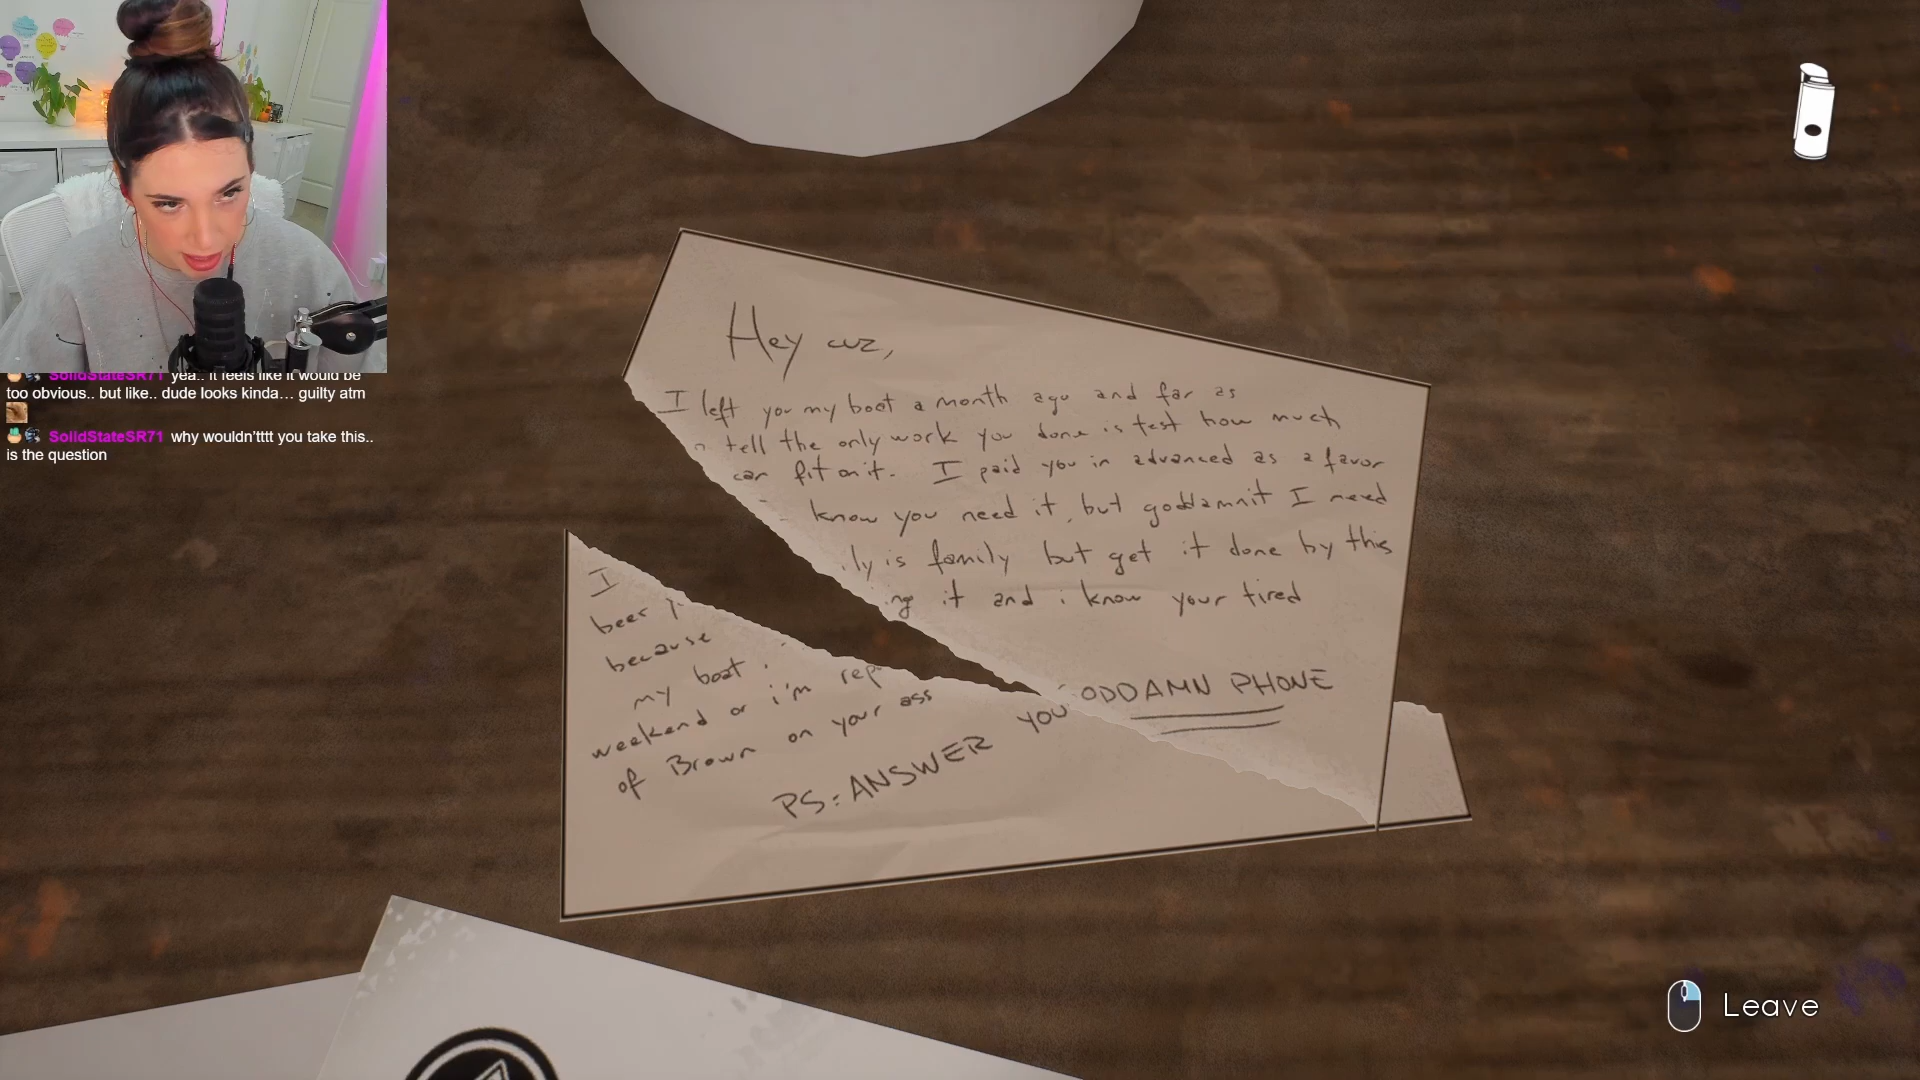 SolidStateSR71 yea.. it feels like it would be
too obvious.. but like.. dude looks kinda... guilty atm
SolidStateSR71 why wouldn'tttt you take this..
is the question
Hey cuz,
I left you my boat a month ago and far as
tell the only work you done is test how much
can fit on it. I paid you in advanced as a favor
know you need it, but goddamnit I need
ly is family but get it done by this
ng it and i know your tired
ODDAMN PHONE
I
beer
because
my boat
weekend or i'm rep
of Brown on your ass
PS: ANSWER YOU
Leave